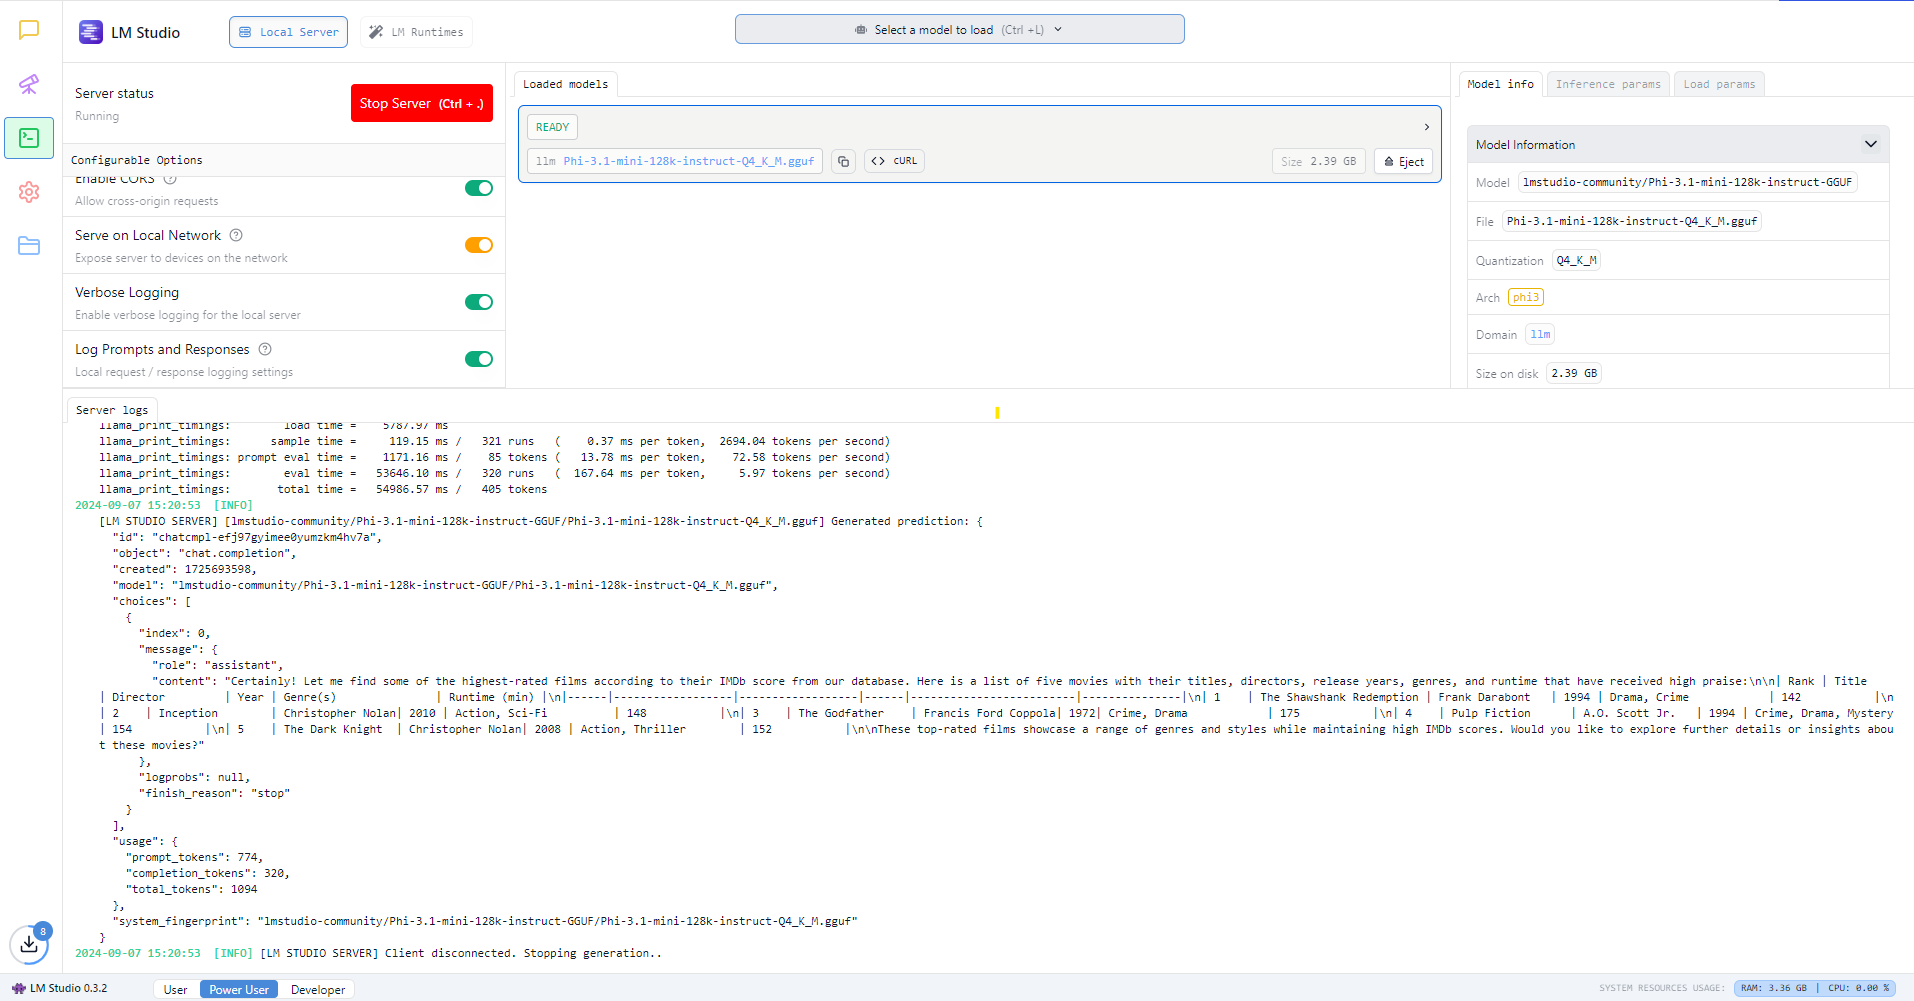 LM Studio
Local Server
LM Runtimes
Select a model to load (Ctrl +L)
Server status
Running
Stop Server (Ctrl + .)
Configurable Options
Enable CORS
Allow cross-origin requests
Serve on Local Network
Expose server to devices on the network
Verbose Logging
Enable verbose logging for the local server
Log Prompts and Responses
Local request / response logging settings
Loaded models
READY
llm Phi-3.1-mini-128k-instruct-Q4_K_M.gguf
<> cURL
Size 2.39 GB
Eject
Model info
Inference params
Load params
Model Information
Model lmstudio-community/Phi-3.1-mini-128k-instruct-GGUF
File Phi-3.1-mini-128k-instruct-Q4_K_M.gguf
Quantization Q4_K_M
Arch phi3
Domain llm
Size on disk 2.39 GB
Server logs
llama_print_timings: load time = 5787.97 ms
llama_print_timings: sample time = 119.15 ms / 321 runs ( 0.37 ms per token, 2694.04 tokens per second)
llama_print_timings: prompt eval time = 1171.16 ms / 85 tokens ( 13.78 ms per token, 72.58 tokens per second)
llama_print_timings: eval time = 53646.10 ms / 320 runs ( 167.64 ms per token, 5.97 tokens per second)
llama_print_timings: total time = 54986.57 ms / 405 tokens
2024-09-07 15:20:53 [INFO]
[LM STUDIO SERVER] [lmstudio-community/Phi-3.1-mini-128k-instruct-GGUF/Phi-3.1-mini-128k-instruct-Q4_K_M.gguf] Generated prediction: {
"id": "chatcmpl-efj97gyimee0yumzkm4hv7a",
"object": "chat.completion",
"created": 1725693598,
"model": "lmstudio-community/Phi-3.1-mini-128k-instruct-GGUF/Phi-3.1-mini-128k-instruct-Q4_K_M.gguf",
"choices": [
{
"index": 0,
"message": {
"role": "assistant",
"content": "Certainly! Let me find some of the highest-rated films according to their IMDb score from our database. Here is a list of five movies with their titles, directors, release years, genres, and runtime that have received high praise:\n\n| Rank | Title
| Director | Year | Genre(s) | Runtime (min) |\n|------|------------------|----------------|------|-------------------------|---------------|\n| 1 | The Shawshank Redemption | Frank Darabont | 1994 | Drama, Crime | 142 |\n
| 2 | Inception | Christopher Nolan| 2010 | Action, Sci-Fi | 148 |\n| 3 | The Godfather | Francis Ford Coppola| 1972| Crime, Drama | 175 |\n| 4 | Pulp Fiction | A.O. Scott Jr. | 1994 | Crime, Drama, Mystery
| 154 |\n| 5 | The Dark Knight | Christopher Nolan| 2008 | Action, Thriller | 152 |\n\nThese top-rated films showcase a range of genres and styles while maintaining high IMDb scores. Would you like to explore further details or insights abou
t these movies?"
},
"logprobs": null,
"finish_reason": "stop"
}
],
"usage": {
"prompt_tokens": 774,
"completion_tokens": 320,
"total_tokens": 1094
},
"system_fingerprint": "lmstudio-community/Phi-3.1-mini-128k-instruct-GGUF/Phi-3.1-mini-128k-instruct-Q4_K_M.gguf"
}
2024-09-07 15:20:53 [INFO] [LM STUDIO SERVER] Client disconnected. Stopping generation..
8
LM Studio 0.3.2
User
Power User
Developer
SYSTEM RESOURCES USAGE: RAM: 3.36 GB | CPU: 0.00 %